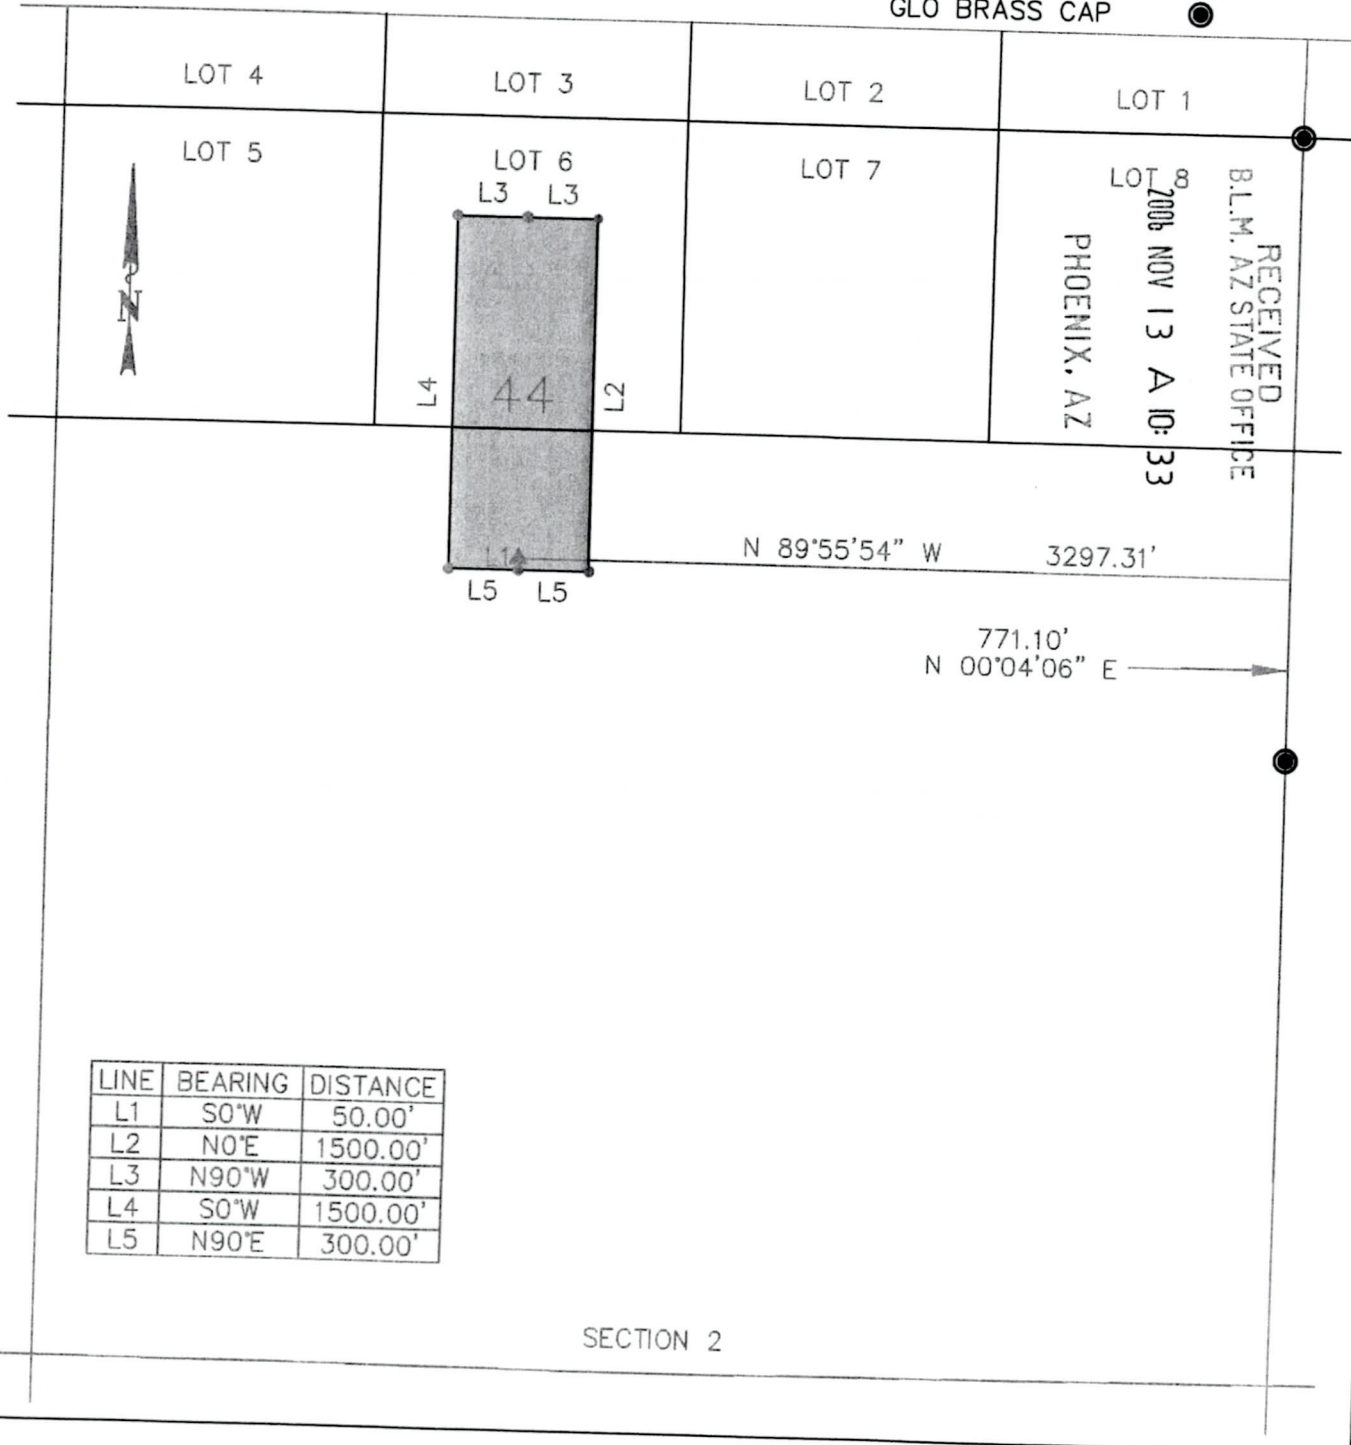 GLO BRASS CAP
LOT 4
LOT 3
LOT 2
LOT 1
LOT 5
LOT 6
LOT 7
LOT 8
L3 L3
N
L4
44
L2
RECEIVED
B.L.M. AZ STATE OFFICE
2006 NOV 13 A 10:33
PHOENIX, AZ
L1
L5 L5
N 89°55'54" W 3297.31'
771.10'
N 00°04'06" E
LINE BEARING DISTANCE
L1 S0°W 50.00'
L2 N0°E 1500.00'
L3 N90°W 300.00'
L4 S0°W 1500.00'
L5 N90°E 300.00'
SECTION 2